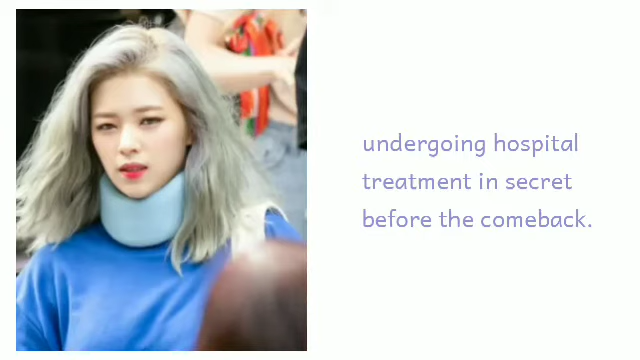 undergoing hospital
treatment in secret
before the comeback.